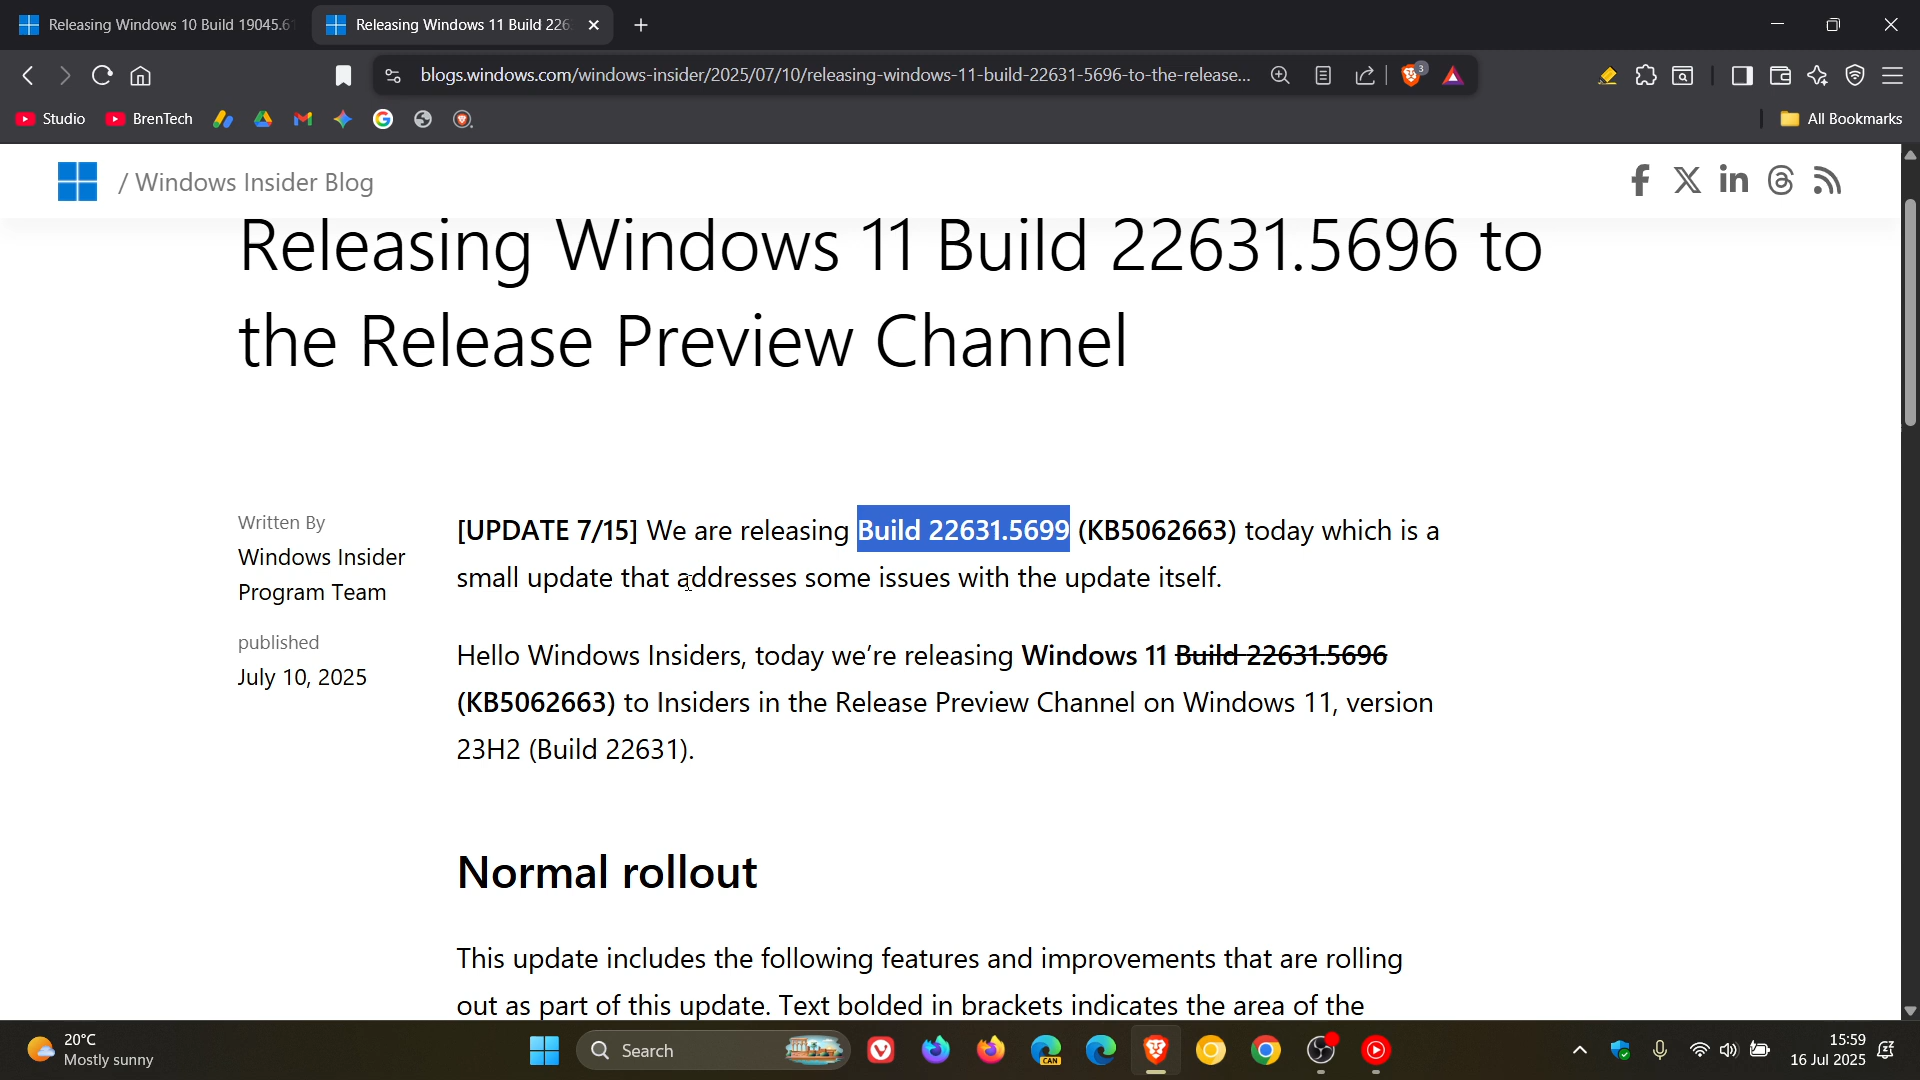 Releasing Windows 10 Build 19045.6
Releasing Windows 11 Build 226
blogs.windows.com/windows-insider/2025/07/10/releasing-windows-11-build-22631-5696-to-the-release...
3
Studio
BrenTech
All Bookmarks
/ Windows Insider Blog
Releasing Windows 11 Build 22631.5696 to
the Release Preview Channel
Written By
Windows Insider
Program Team
published
July 10, 2025
[UPDATE 7/15] We are releasing Build 22631.5699 (KB5062663) today which is a
small update that addresses some issues with the update itself.
Hello Windows Insiders, today we’re releasing Windows 11 Build 22631.5696
(KB5062663) to Insiders in the Release Preview Channel on Windows 11, version
23H2 (Build 22631).
Normal rollout
This update includes the following features and improvements that are rolling
out as part of this update. Text bolded in brackets indicates the area of the
20°C
Mostly sunny
Search
CAN
15:59
16 Jul 2025